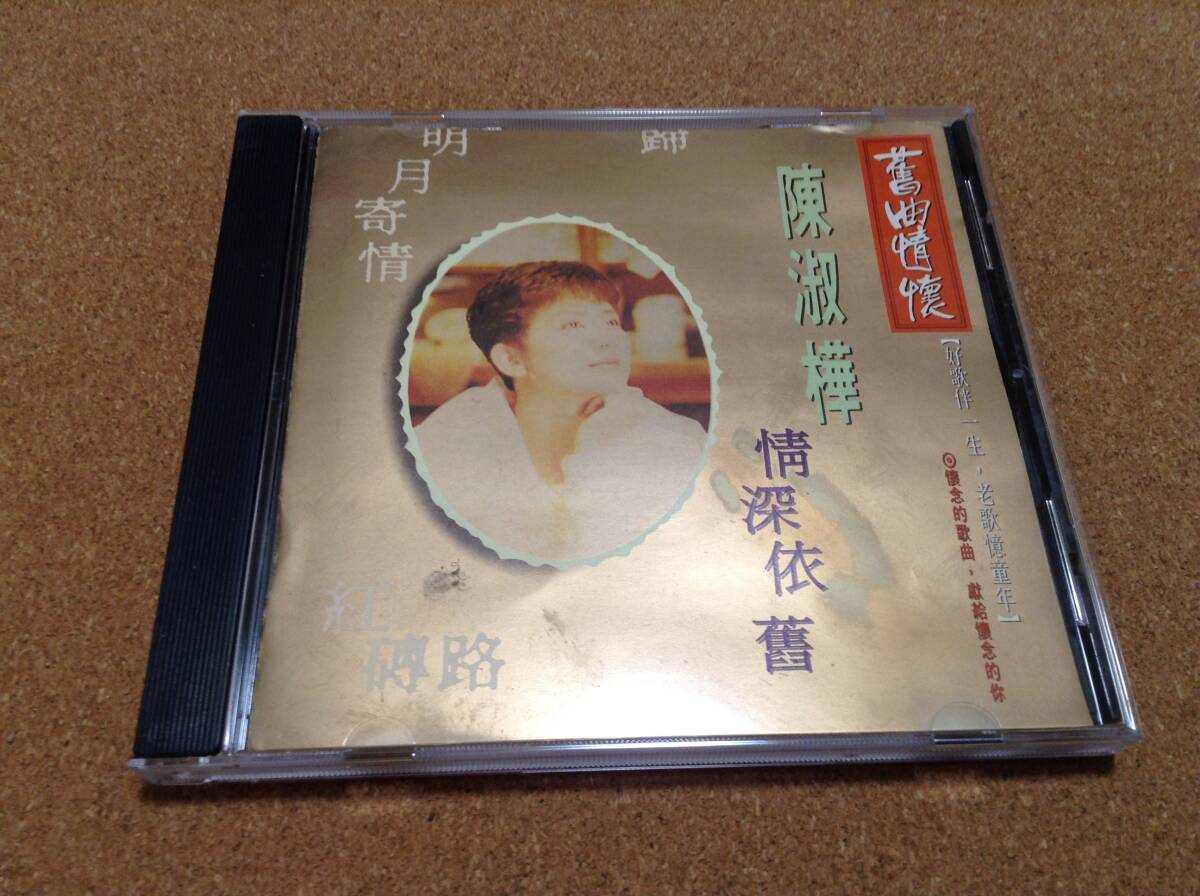 舊曲情懷
【好歌伴一生，老歌憶童年】
◎懷念的歌曲，獻給懷念的你
陳淑樺
情深依舊
歸
明月寄情
紅磚路